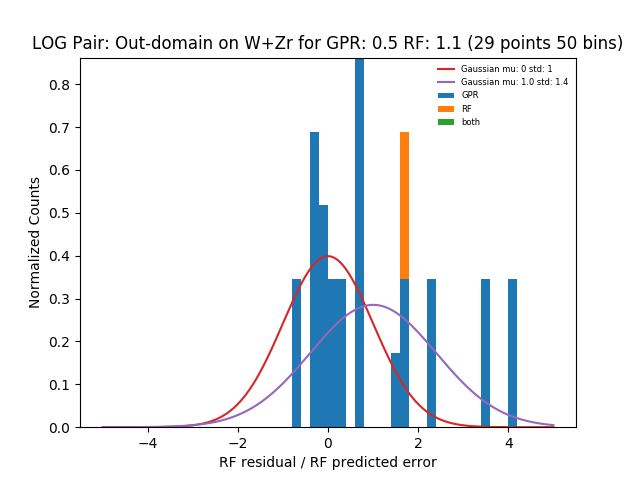 LOG Pair: Out-domain on W+Zr for GPR: 0.5 RF: 1.1 (29 points 50 bins)
Gaussian mu: 0 std: 1
Gaussian mu: 1.0 std: 1.4
GPR
RF
both
Normalized Counts
0.8
0.7
0.6
0.5
0.4
0.3
0.2
0.1
0.0
−4
−2
0
2
4
RF residual / RF predicted error